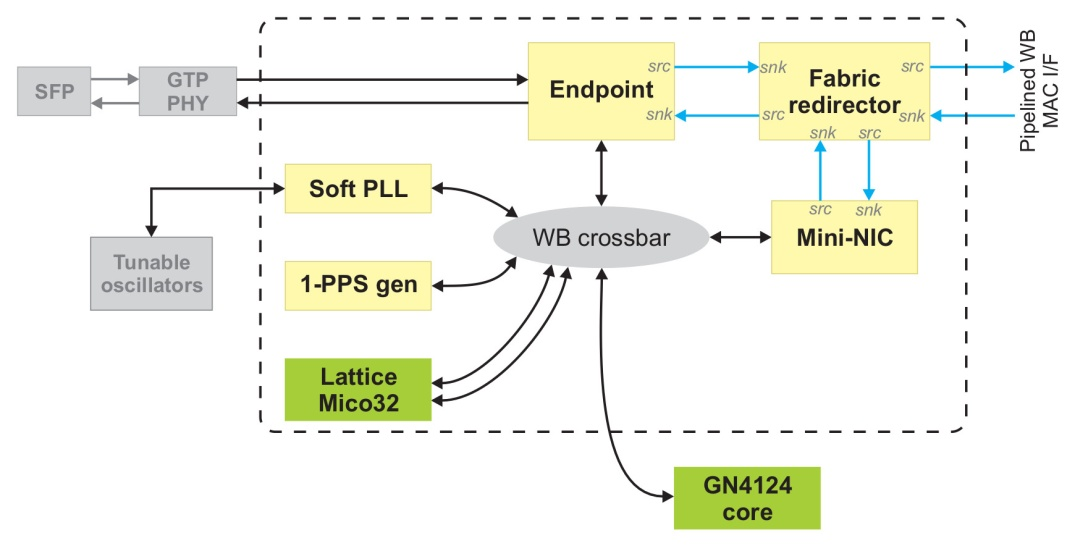 SFP
GTP
PHY
Endpoint
src
snk
snk
src
Fabric
redirector
src
snk
snk
src
Pipelined WB
MAC I/F
Soft PLL
WB crossbar
src
snk
Mini-NIC
Tunable
oscillators
1-PPS gen
Lattice
Mico32
GN4124
core